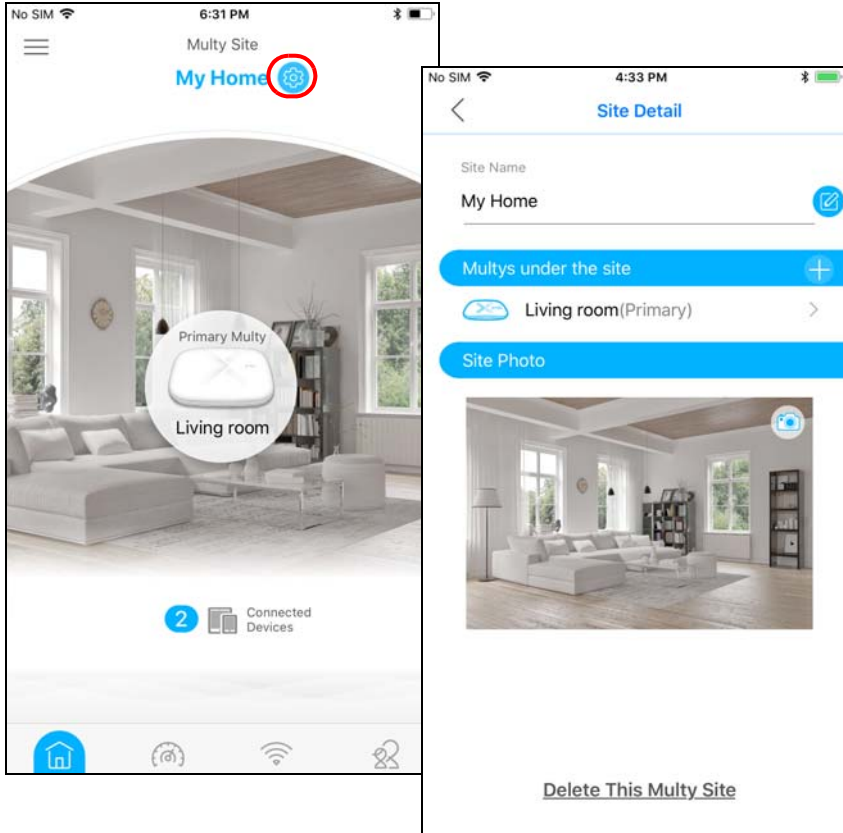 No SIM 6:31 PM
Multy Site
My Home
Primary Multy
Living room
2 Connected
Devices
No SIM 4:33 PM
Site Detail
Site Name
My Home
Multys under the site
Living room(Primary)
Site Photo
Delete This Multy Site